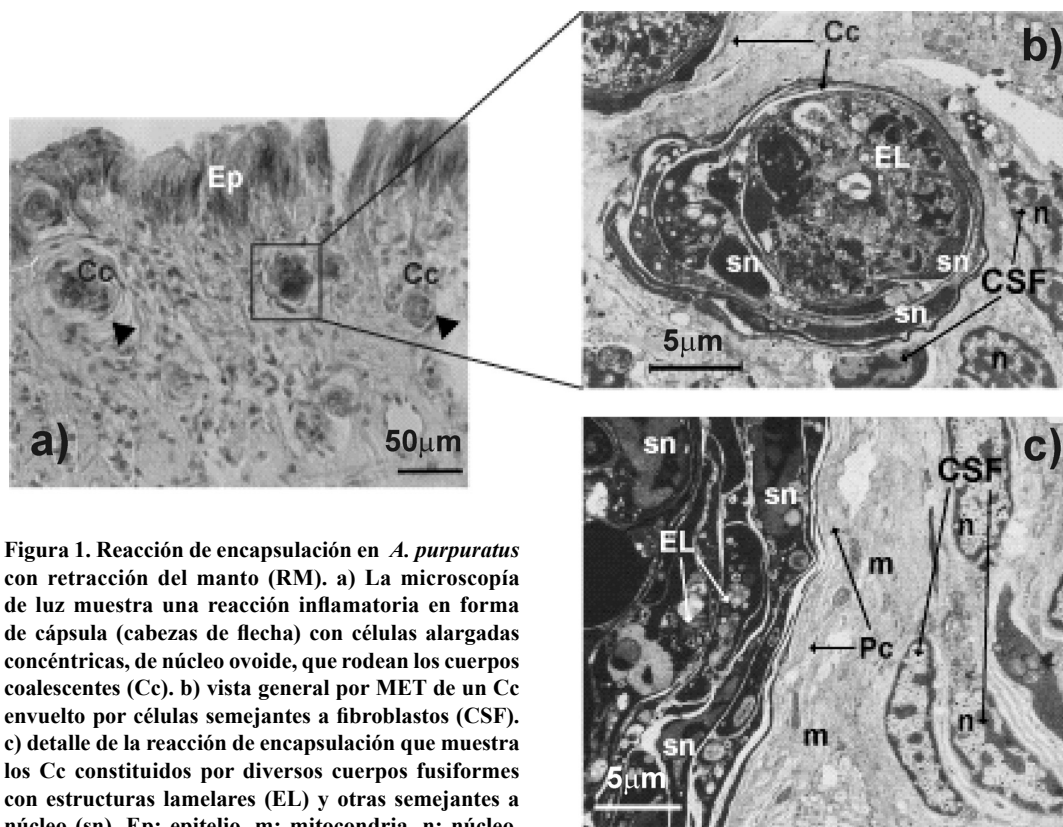 b)
Cc
EL
n
sn
sn
CSF
sn
n
5μm
Ep
Cc
Cc
a)
50μm
c)
sn
CSF
sn
n
EL
m
Pc
n
sn
m
5μm
Figura 1. Reacción de encapsulación en A. purpuratus
con retracción del manto (RM). a) La microscopía
de luz muestra una reacción inflamatoria en forma
de cápsula (cabezas de flecha) con células alargadas
concéntricas, de núcleo ovoide, que rodean los cuerpos
coalescentes (Cc). b) vista general por MET de un Cc
envuelto por células semejantes a fibroblastos (CSF).
c) detalle de la reacción de encapsulación que muestra
los Cc constituidos por diversos cuerpos fusiformes
con estructuras lamelares (EL) y otras semejantes a
núcleo (sn). Ep: epitelio, m: mitocondria, n: núcleo,